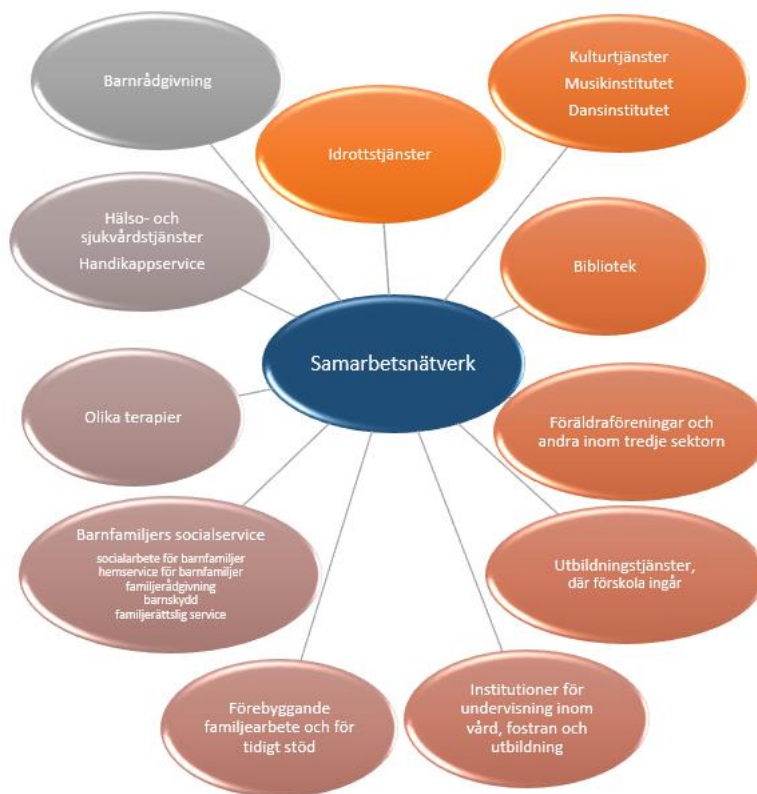 Barnrådgivning
Idrottstjänster
Kulturtjänster
Musikinstitutet
Dansinstitutet
Hälso- och
sjukvårdstjänster
Handikappservice
Bibliotek
Samarbetsnätverk
Olika terapier
Föräldraföreningar och
andra inom tredje sektorn
Barnfamiljers socialservice
socialarbete för barnfamiljer
hemservice för barnfamiljer
familjerådgivning
barnskydd
familjerättslig service
Utbildningstjänster,
där förskola ingår
Förebyggande
familjearbete och för
tidigt stöd
Institutioner för
undervisning inom
vård, fostran och
utbildning